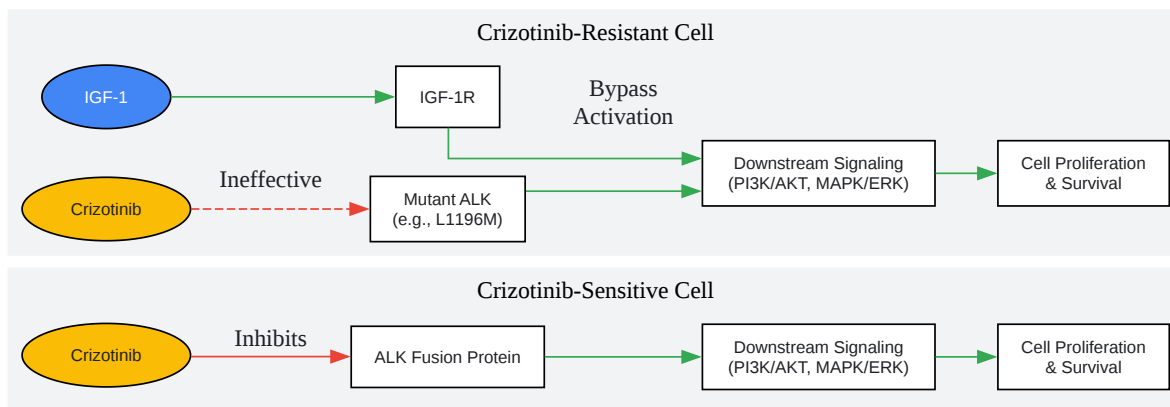 Crizotinib-Resistant Cell
IGF-1
IGF-1R
Bypass
Activation
Crizotinib
Ineffective
Mutant ALK
(e.g., L1196M)
Downstream Signaling
(PI3K/AKT, MAPK/ERK)
Cell Proliferation
& Survival
Crizotinib-Sensitive Cell
Crizotinib
Inhibits
ALK Fusion Protein
Downstream Signaling
(PI3K/AKT, MAPK/ERK)
Cell Proliferation
& Survival